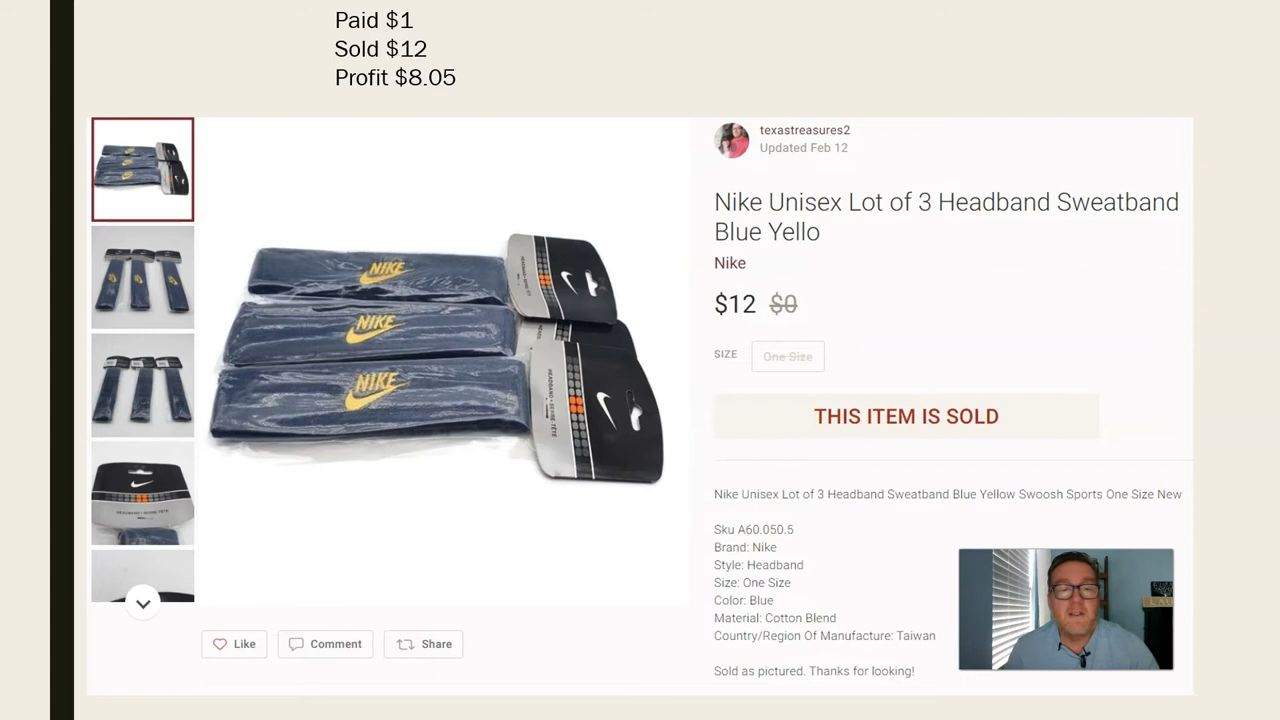 Paid $1
Sold $12
Profit $8.05
texastreasures2
Updated Feb 12
Nike Unisex Lot of 3 Headband Sweatband
Blue Yello
Nike
$12 $0
SIZE One Size
THIS ITEM IS SOLD
Nike Unisex Lot of 3 Headband Sweatband Blue Yellow Swoosh Sports One Size New
Sku A60.050.5
Brand: Nike
Style: Headband
Size: One Size
Color: Blue
Material: Cotton Blend
Country/Region Of Manufacture: Taiwan
Sold as pictured. Thanks for looking!
NIKE
NIKE
NIKE
HEADBAND • SERRE-TÊTE
Like Comment Share